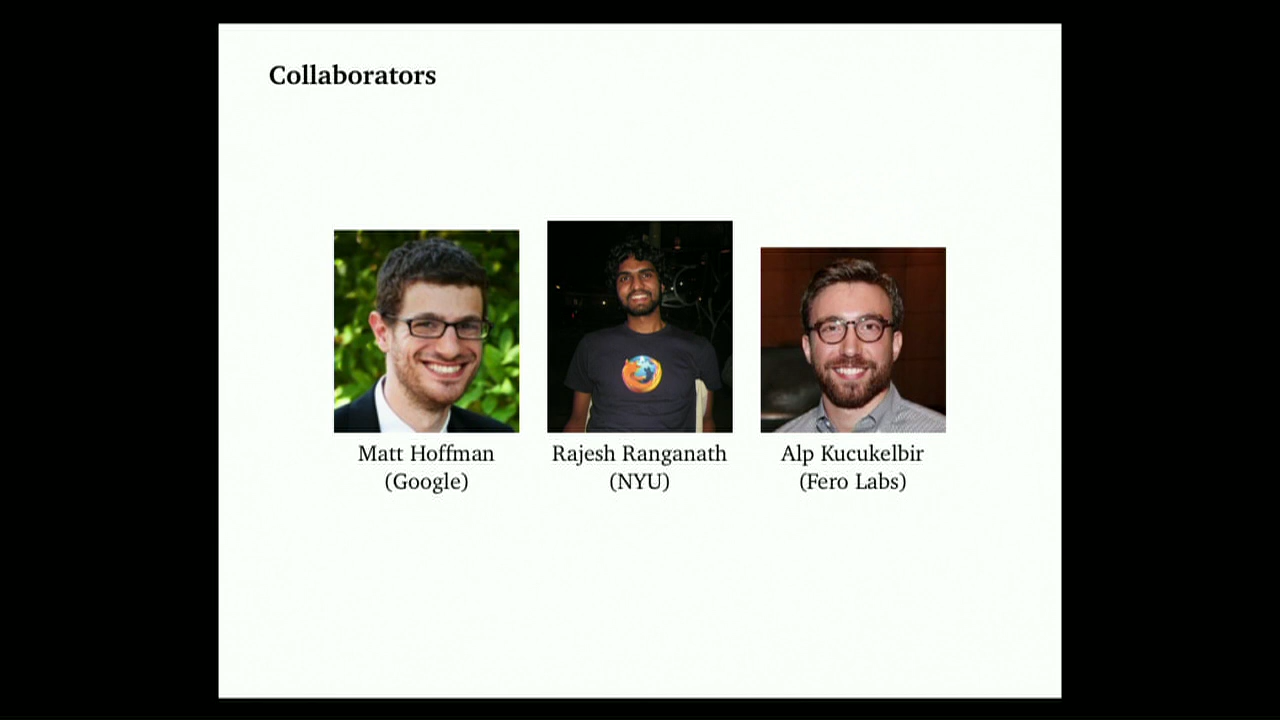 Collaborators
Matt Hoffman
(Google)
Rajesh Ranganath
(NYU)
Alp Kucukelbir
(Fero Labs)